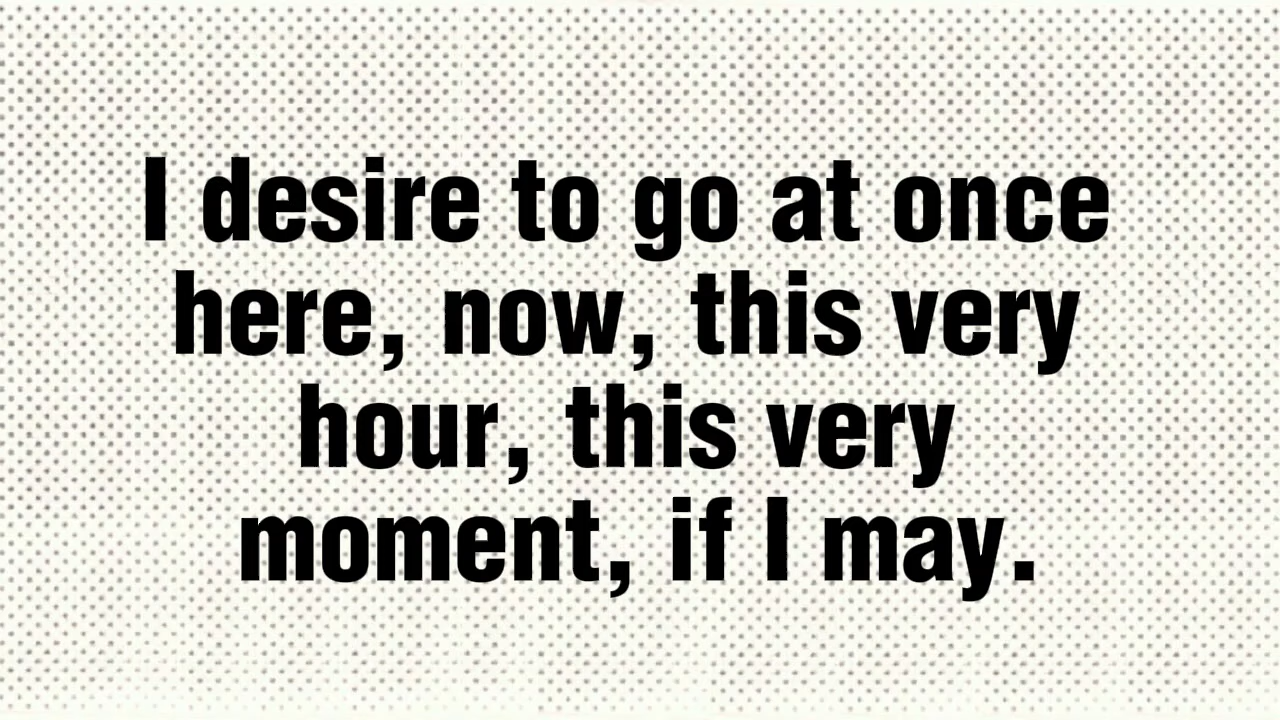 I desire to go at once
here, now, this very
hour, this very
moment, if I may.